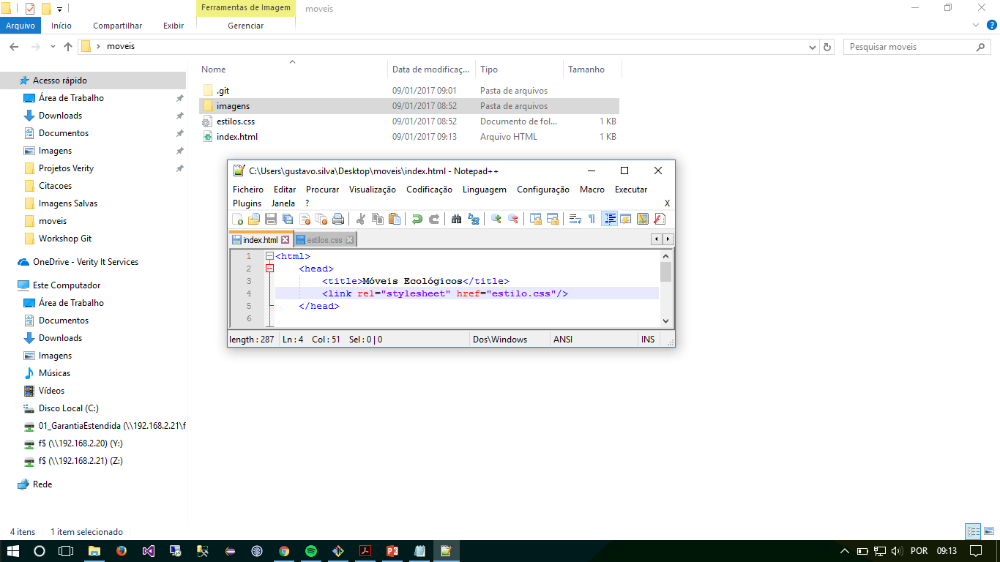 Ferramentas de Imagem
moveis
Arquivo
Início
Compartilhar
Exibir
Gerenciar
moveis
Pesquisar moveis
Nome
Data de modificaç...
Tipo
Tamanho
Acesso rápido
Área de Trabalho
Downloads
Documentos
Imagens
Projetos Verity
Citacoes
Imagens Salvas
moveis
Workshop Git
OneDrive - Verity It Services
Este Computador
Área de Trabalho
Documentos
Downloads
Imagens
Músicas
Vídeos
Disco Local (C:)
01_GarantiaEstendida (\\192.168.2.21\f
f$ (\\192.168.2.20) (Y:)
f$ (\\192.168.2.21) (Z:)
Rede
.git 09/01/2017 09:01 Pasta de arquivos
imagens 09/01/2017 08:52 Pasta de arquivos
estilos.css 09/01/2017 08:52 Documento de fol... 1 KB
index.html 09/01/2017 09:13 Arquivo HTML 1 KB
C:\Users\gustavo.silva\Desktop\moveis\index.html - Notepad++
Ficheiro Editar Procurar Visualização Codificação Linguagem Configuração Macro Executar
Plugins Janela ? X
index.html estilos.css
1 <html>
2 <head>
3 <title>Móveis Ecológicos</title>
4 <link rel="stylesheet" href="estilo.css"/>
5 </head>
6
length : 287 Ln : 4 Col : 51 Sel : 0 | 0 Dos\Windows ANSI INS
4 itens 1 item selecionado
POR 09:13